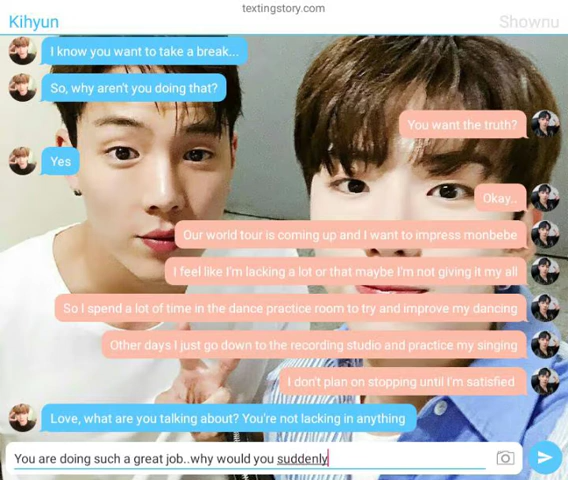 textingstory.com
Kihyun
Shownu
I know you want to take a break...
So, why aren't you doing that?
You want the truth?
Yes
Okay..
Our world tour is coming up and I want to impress monbebe
I feel like I'm lacking a lot or that maybe I'm not giving it my all
So I spend a lot of time in the dance practice room to try and improve my dancing
Other days I just go down to the recording studio and practice my singing
I don't plan on stopping until I'm satisfied
Love, what are you talking about? You're not lacking in anything
You are doing such a great job..why would you suddenly